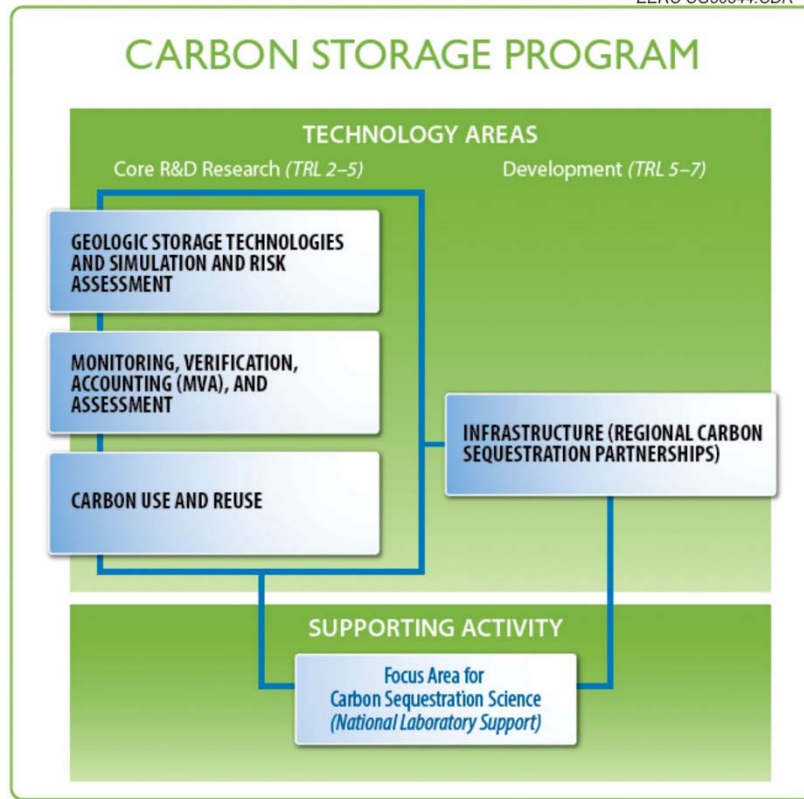 CARBON STORAGE PROGRAM
TECHNOLOGY AREAS
Core R&D Research (TRL 2–5)
Development (TRL 5–7)
GEOLOGIC STORAGE TECHNOLOGIES
AND SIMULATION AND RISK
ASSESSMENT
MONITORING, VERIFICATION,
ACCOUNTING (MVA), AND
ASSESSMENT
CARBON USE AND REUSE
INFRASTRUCTURE (REGIONAL CARBON
SEQUESTRATION PARTNERSHIPS)
SUPPORTING ACTIVITY
Focus Area for
Carbon Sequestration Science
(National Laboratory Support)